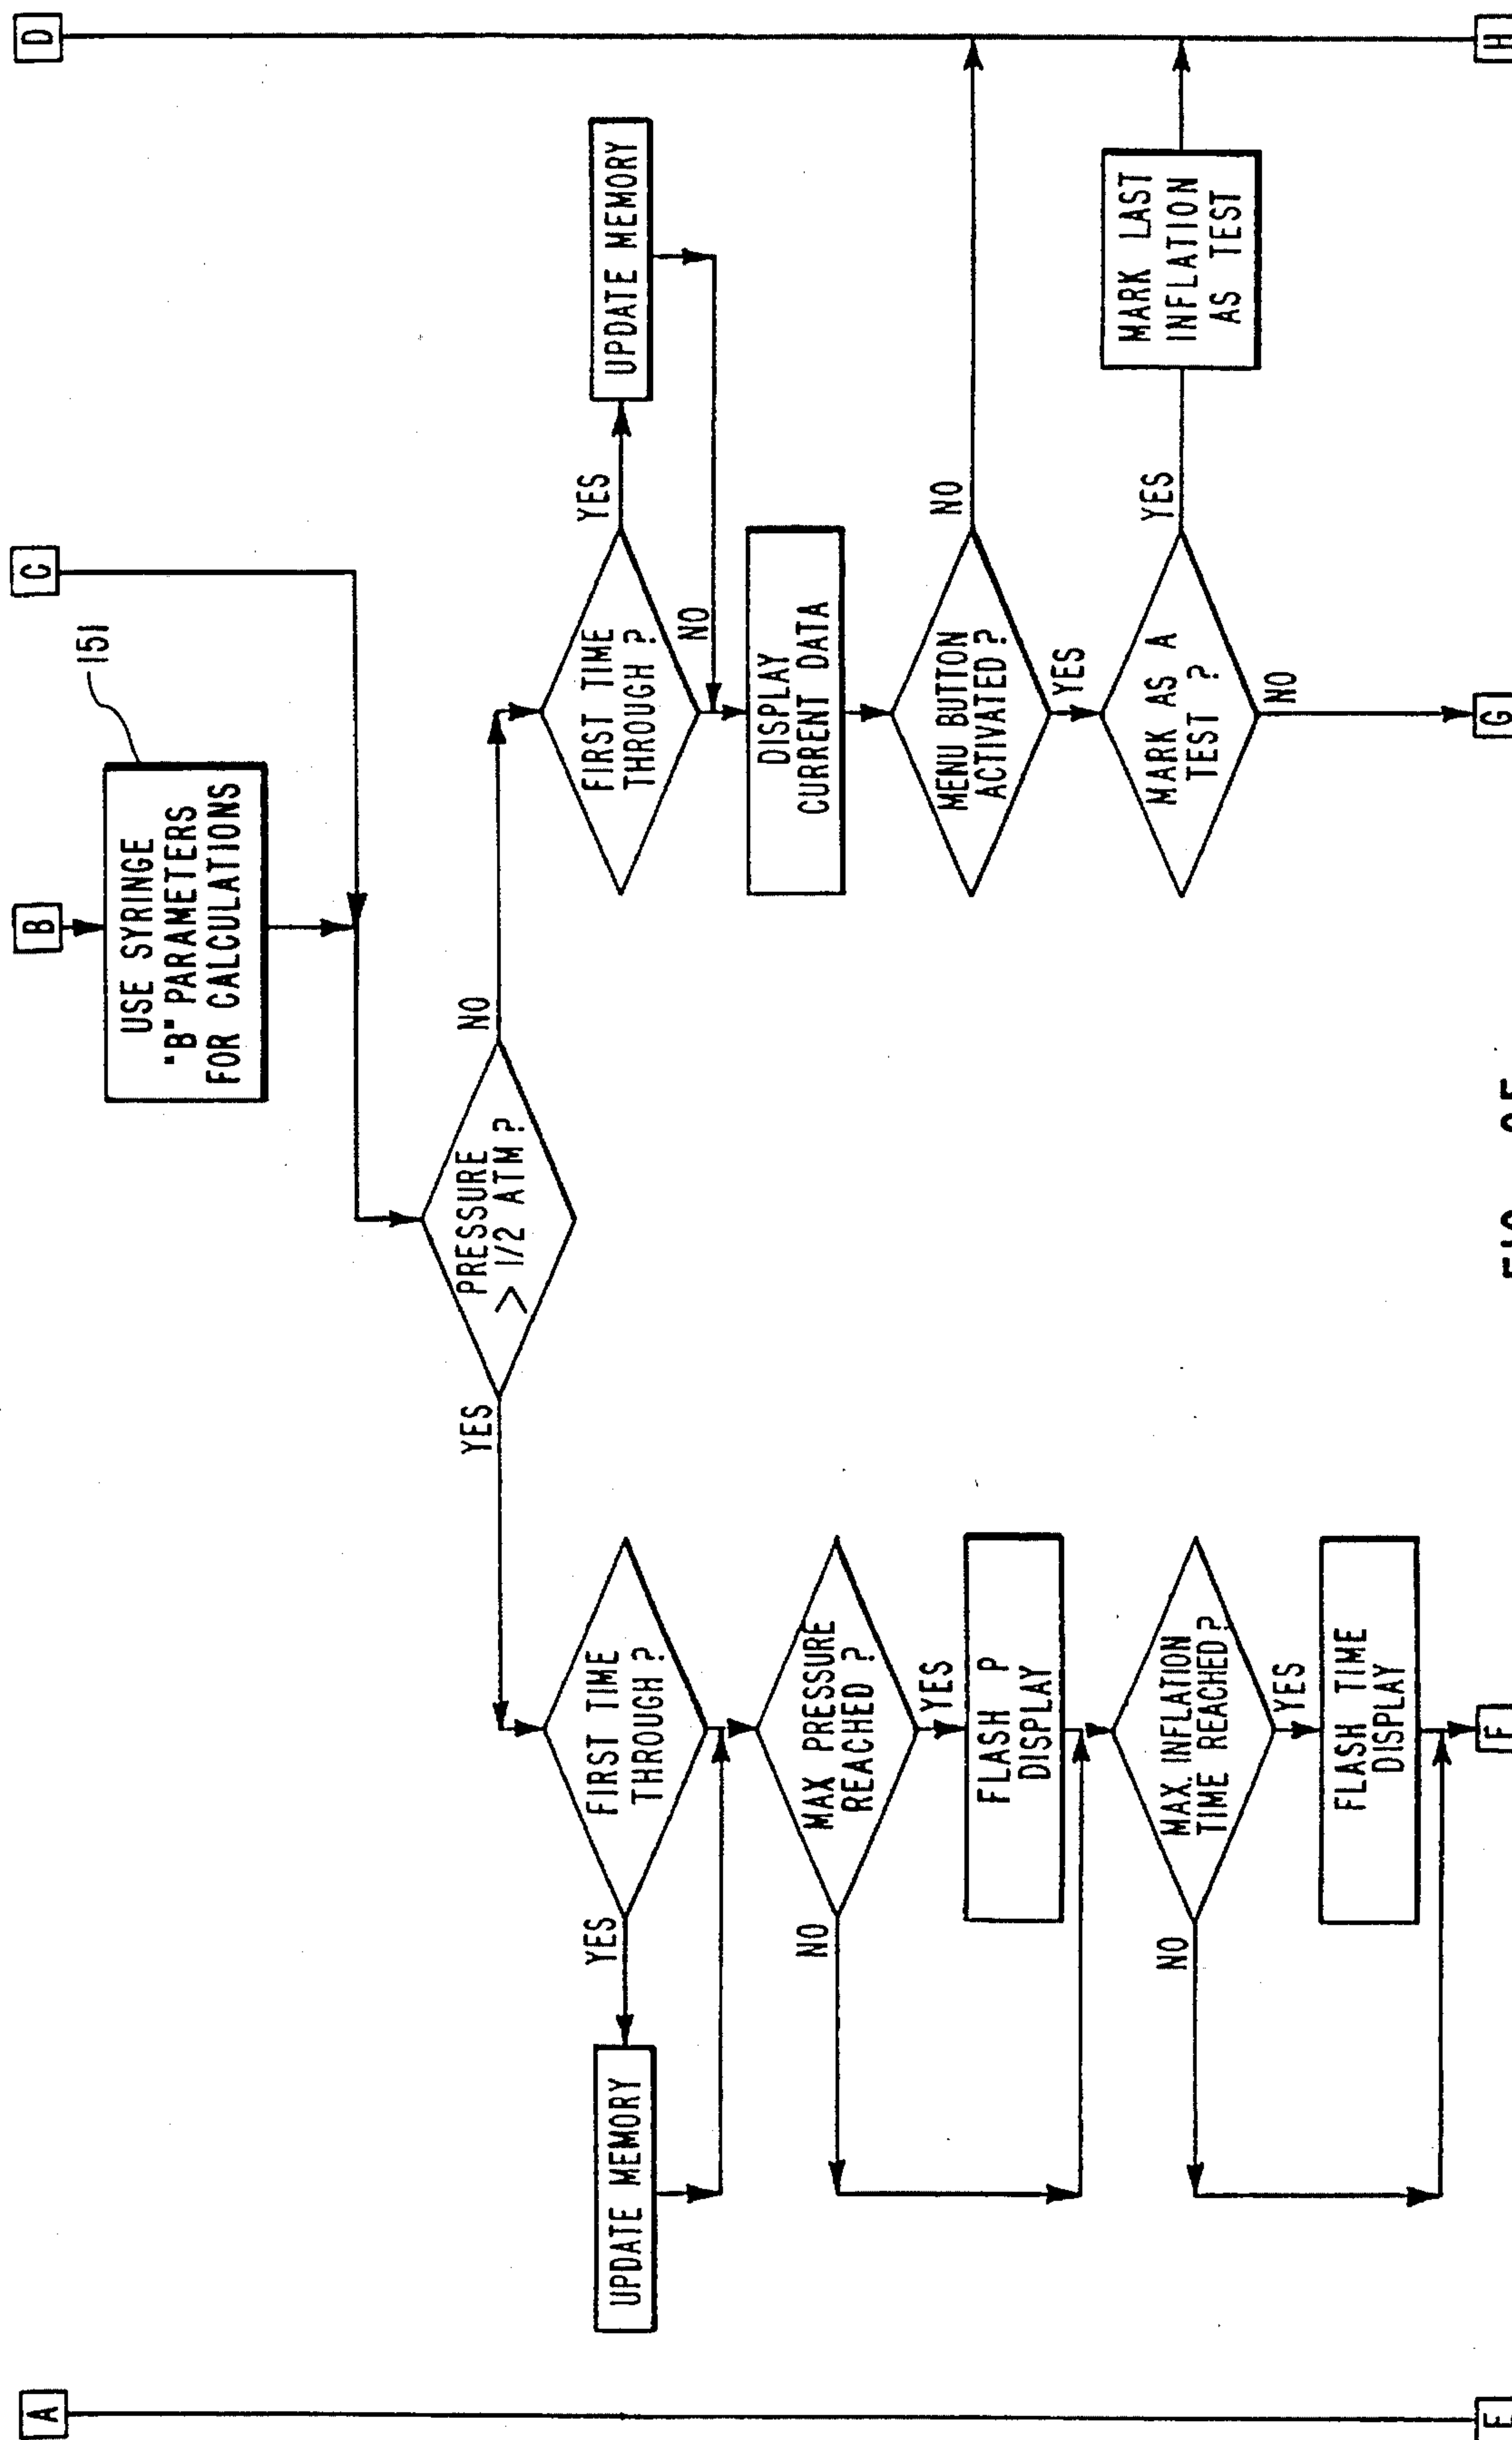 A
B
C
D
USE SYRINGE
"B" PARAMETERS
FOR CALCULATIONS
151
PRESSURE
> 1/2 ATM ?
YES
NO
FIRST TIME
THROUGH ?
YES
UPDATE MEMORY
MAX PRESSURE
REACHED ?
NO
YES
FLASH P
DISPLAY
MAX. INFLATION
TIME REACHED ?
NO
YES
FLASH TIME
DISPLAY
FIRST TIME
THROUGH ?
YES
NO
UPDATE MEMORY
DISPLAY
CURRENT DATA
MENU BUTTON
ACTIVATED ?
NO
YES
MARK AS A
TEST ?
YES
NO
MARK LAST
INFLATION
AS TEST
E
F
G
H